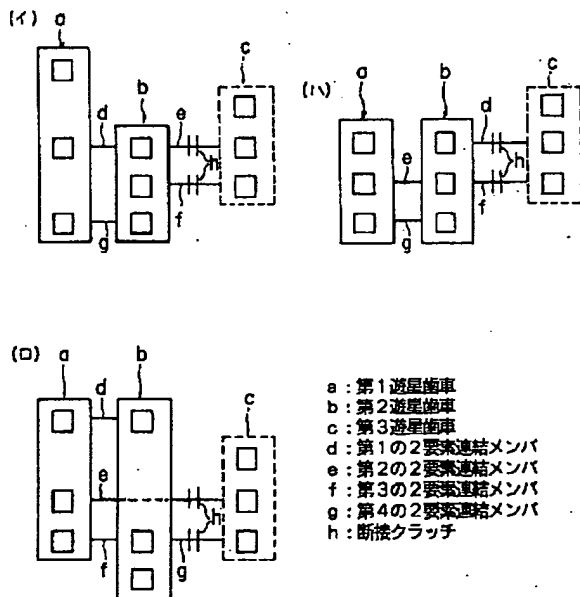 (イ)
a
d
b
e
c
h
f
g
(ハ)
a
b
c
d
e
h
f
g
(ロ)
a
b
d
c
e
h
f
g
a:第1遊星歯車
b:第2遊星歯車
c:第3遊星歯車
d:第1の2要素連結メンバ
e:第2の2要素連結メンバ
f:第3の2要素連結メンバ
g:第4の2要素連結メンバ
h:断接クラッチ